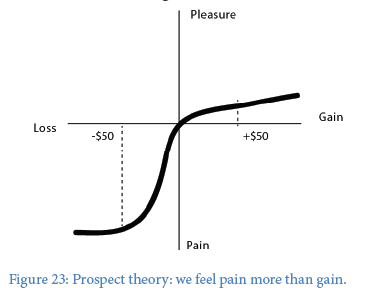 Pleasure
Gain
Loss
-$50
+$50
Pain
Figure 23: Prospect theory: we feel pain more than gain.